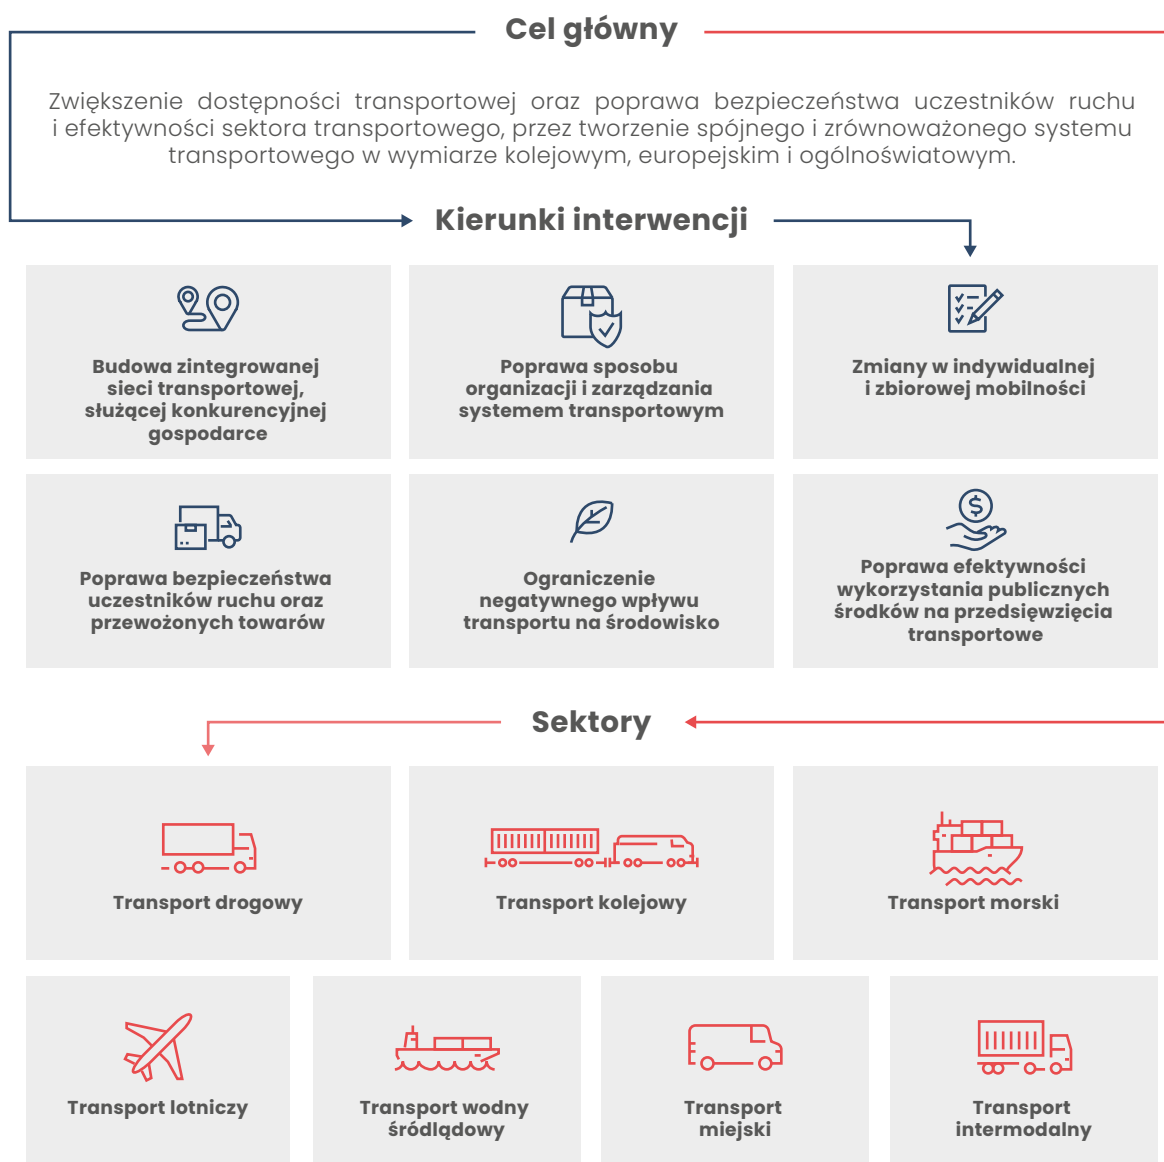 Cel główny
Zwiększenie dostępności transportowej oraz poprawa bezpieczeństwa uczestników ruchu
i efektywności sektora transportowego, przez tworzenie spójnego i zrównoważonego systemu
transportowego w wymiarze kolejowym, europejskim i ogólnoświatowym.
Kierunki interwencji
Budowa zintegrowanej
sieci transportowej,
służącej konkurencyjnej
gospodarce
Poprawa sposobu
organizacji i zarządzania
systemem transportowym
Zmiany w indywidualnej
i zbiorowej mobilności
Poprawa bezpieczeństwa
uczestników ruchu oraz
przewożonych towarów
Ograniczenie
negatywnego wpływu
transportu na środowisko
Poprawa efektywności
wykorzystania publicznych
środków na przedsięwzięcia
transportowe
Sektory
Transport drogowy
Transport kolejowy
Transport morski
Transport lotniczy
Transport wodny
śródlądowy
Transport
miejski
Transport
intermodalny